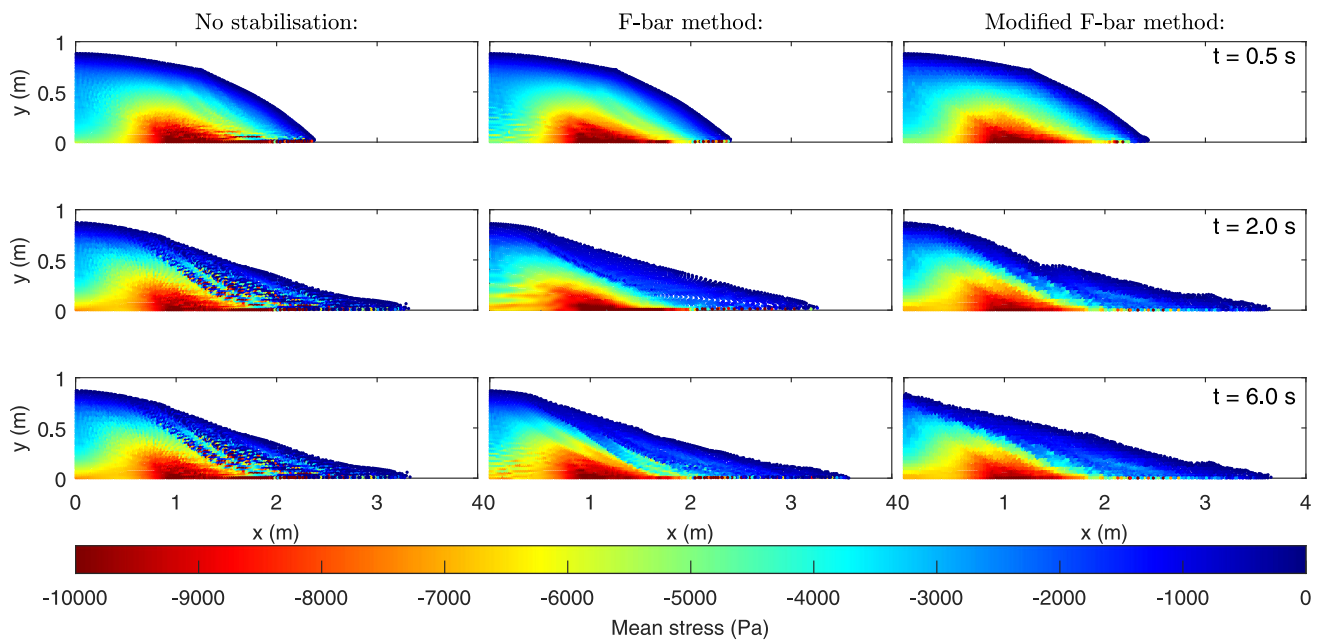 No stabilisation: F-bar method: Modified F-bar method:
1
0.5
0
y (m)
t = 0.5 s
1
0.5
0
y (m)
t = 2.0 s
1
0.5
0
y (m)
t = 6.0 s
0 1 2 3 40 1 2 3 40 1 2 3 4
x (m) x (m) x (m)
-10000 -9000 -8000 -7000 -6000 -5000 -4000 -3000 -2000 -1000 0
Mean stress (Pa)